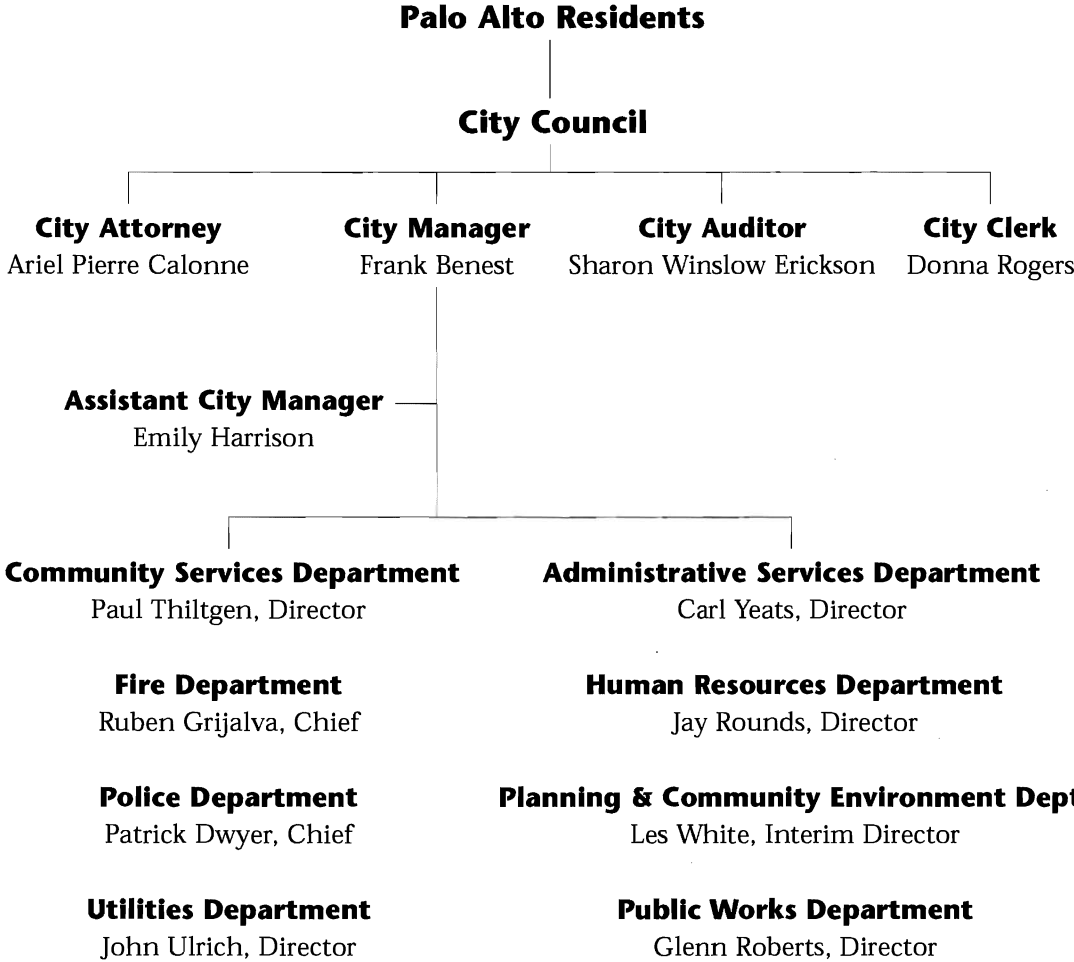 Palo Alto Residents
City Council
City Attorney
Ariel Pierre Calonne
City Manager
Frank Benest
City Auditor
Sharon Winslow Erickson
City Clerk
Donna Rogers
Assistant City Manager
Emily Harrison
Community Services Department
Paul Thiltgen, Director
Administrative Services Department
Carl Yeats, Director
Fire Department
Ruben Grijalva, Chief
Human Resources Department
Jay Rounds, Director
Police Department
Patrick Dwyer, Chief
Planning & Community Environment Dept
Les White, Interim Director
Utilities Department
John Ulrich, Director
Public Works Department
Glenn Roberts, Director